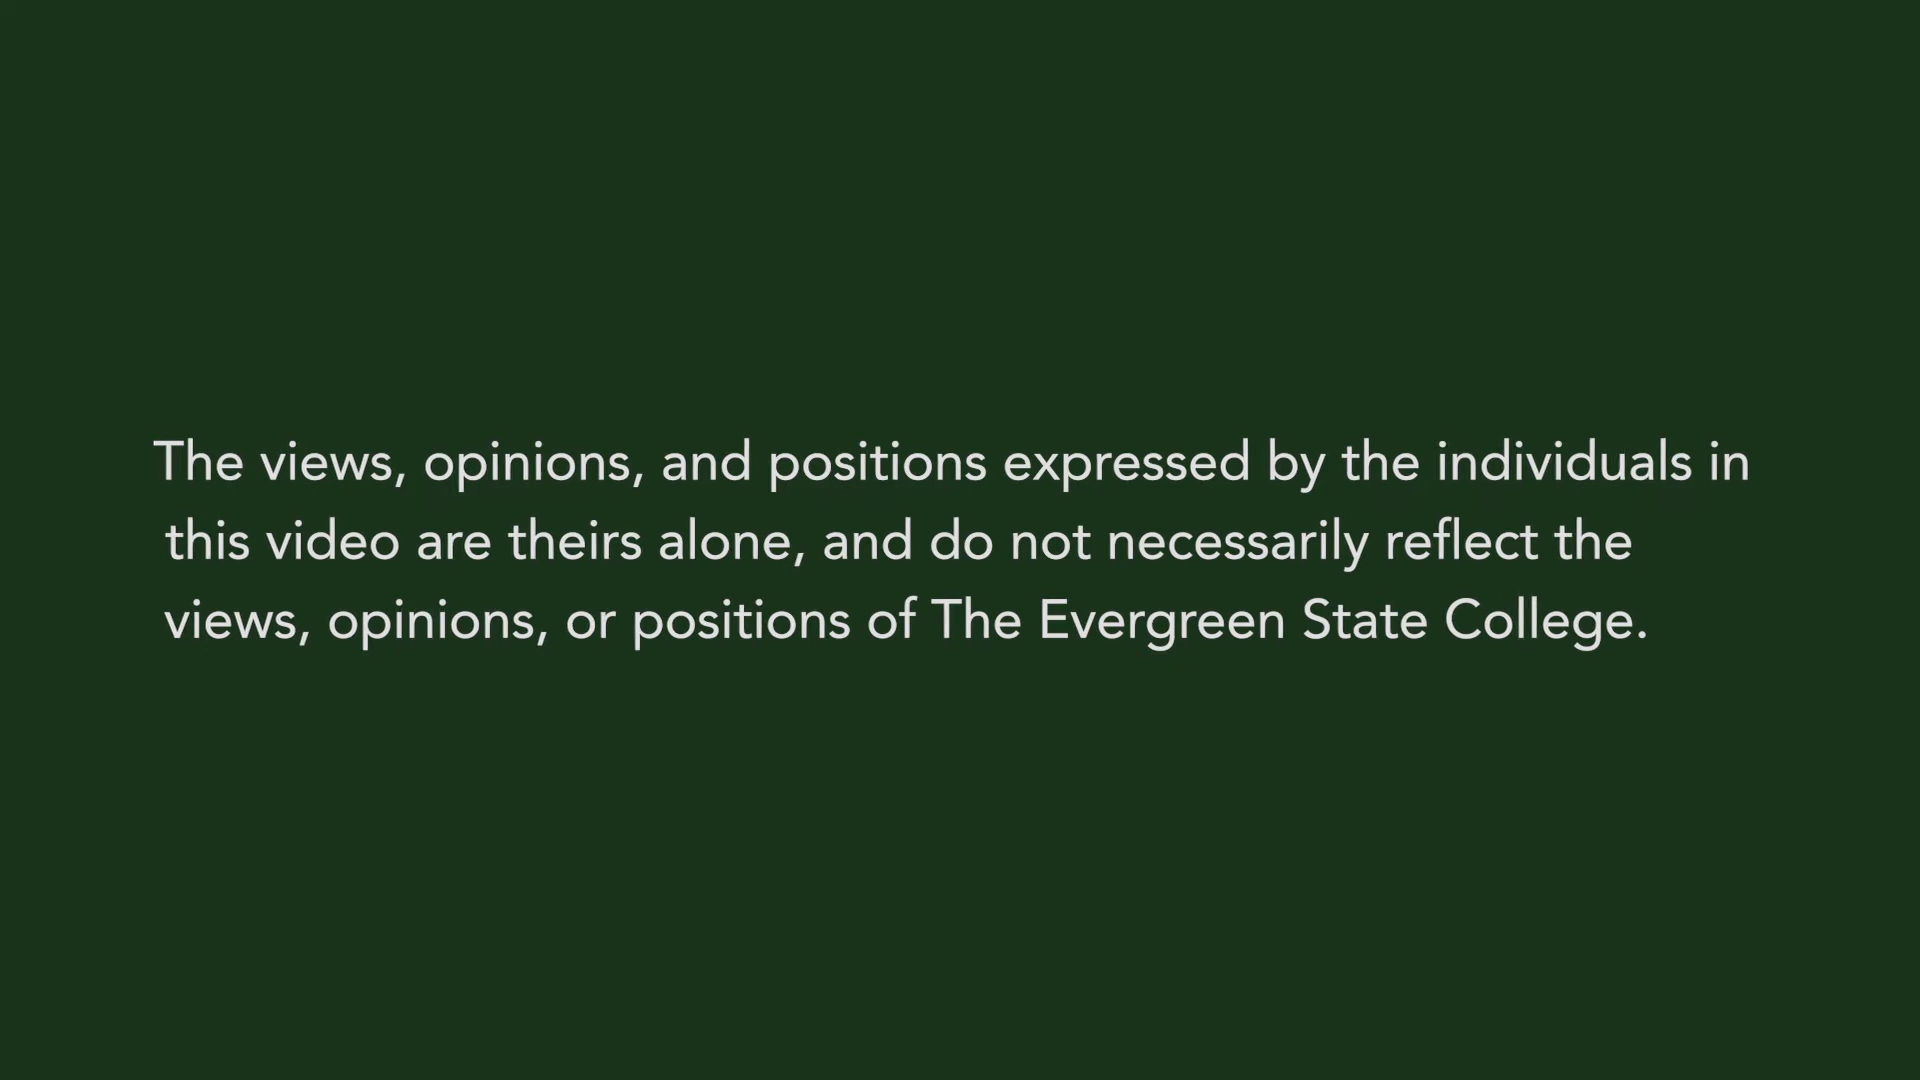 The views, opinions, and positions expressed by the individuals in
this video are theirs alone, and do not necessarily reflect the
views, opinions, or positions of The Evergreen State College.